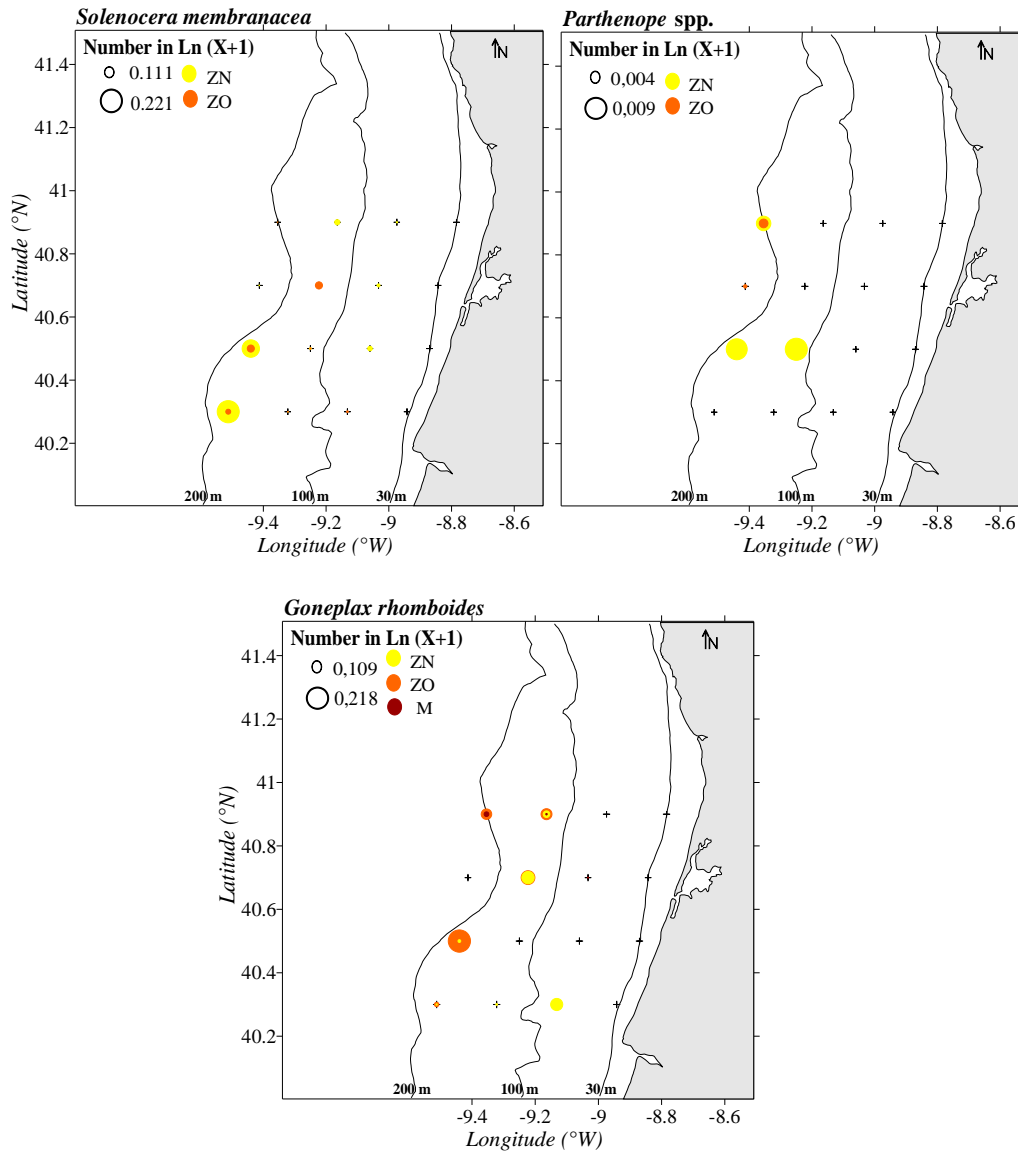 Solenocera membranacea
Number in Ln (X+1)
0.111 ZN
0.221 ZO
N
41.4
41.2
41
40.8
40.6
40.4
40.2
Latitude (°N)
200 m 100 m 30 m
-9.4 -9.2 -9 -8.8 -8.6
Longitude (°W)
Parthenope spp.
Number in Ln (X+1)
0,004 ZN
0,009 ZO
N
200 m 100 m 30 m
-9.4 -9.2 -9 -8.8 -8.6
Longitude (°W)
Goneplax rhomboides
Number in Ln (X+1)
0,109 ZN
0,218 ZO
M
N
41.4
41.2
41
40.8
40.6
40.4
40.2
Latitude (°N)
200 m 100 m 30 m
-9.4 -9.2 -9 -8.8 -8.6
Longitude (°W)